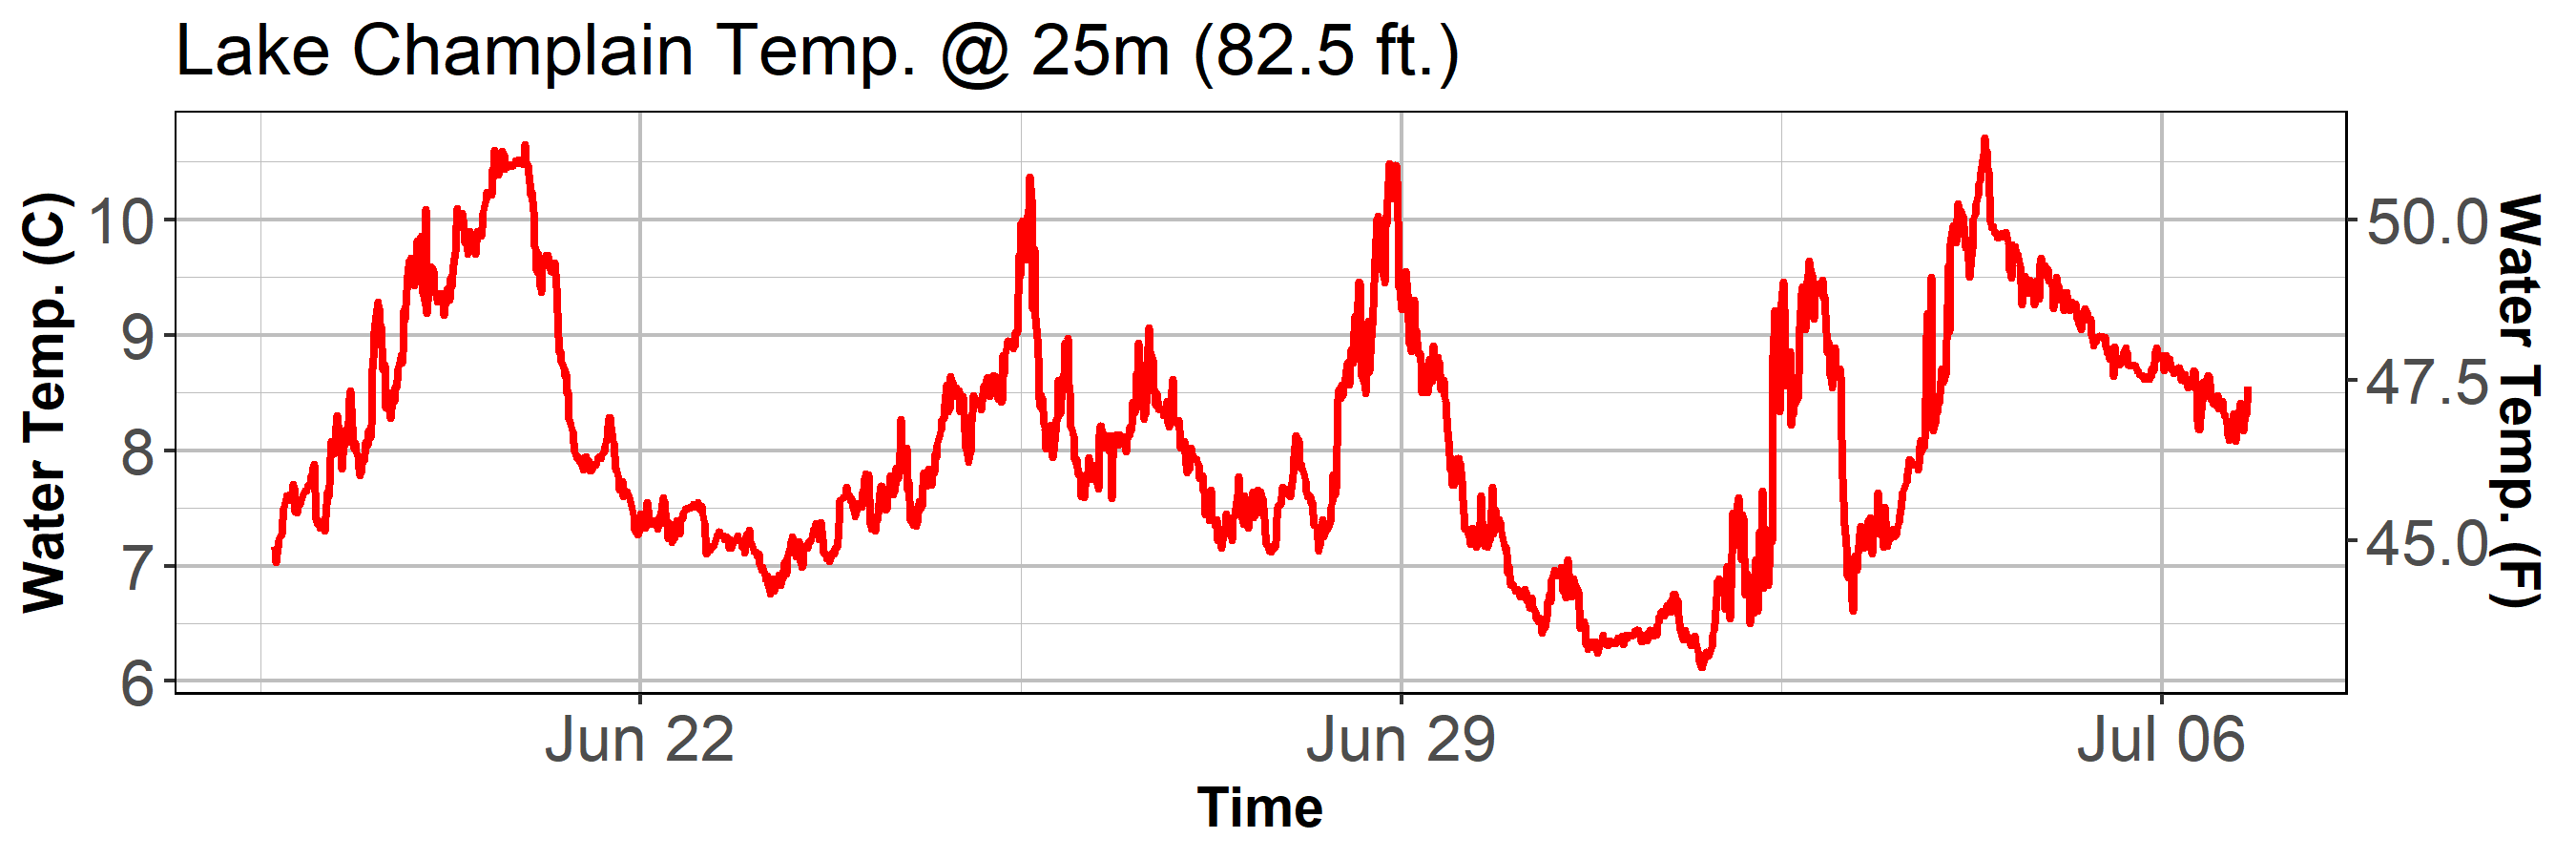 Lake Champlain Temp. @ 25m (82.5 ft.)
Water Temp. (C)
10
9
8
7
6
50.0
47.5
45.0
Water Temp. (F)
Jun 22
Jun 29
Jul 06
Time